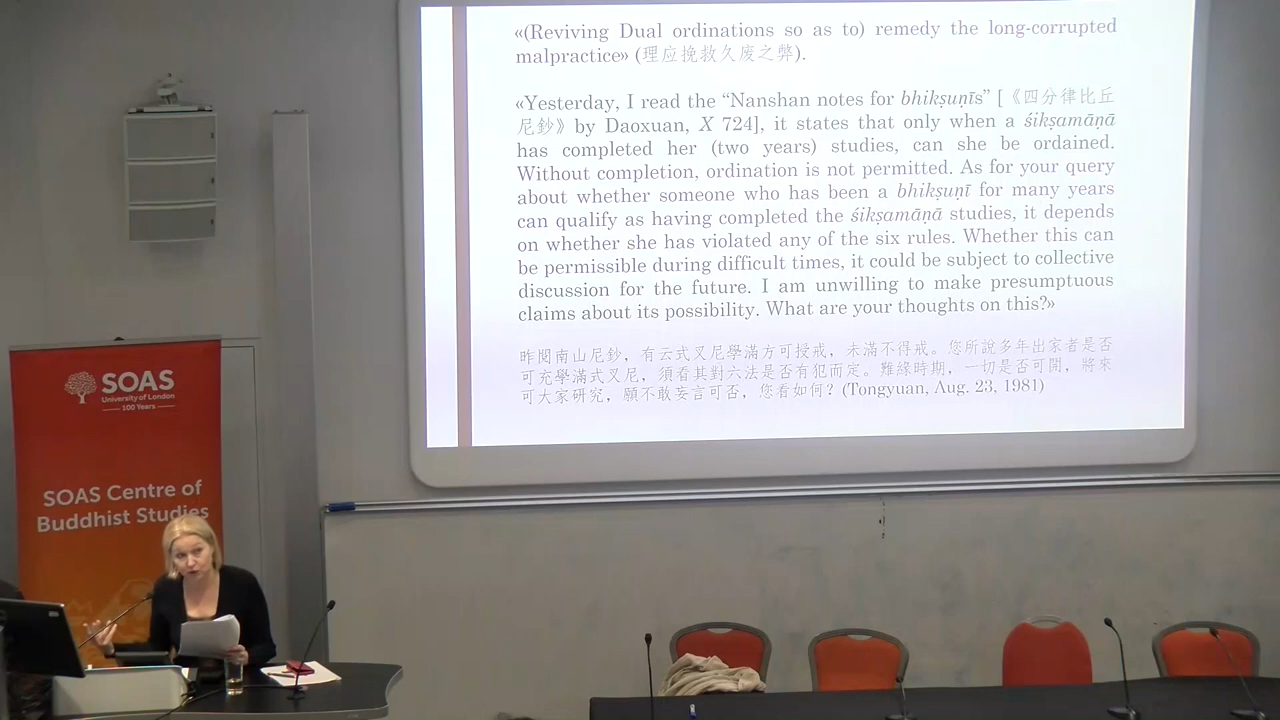 «(Reviving Dual ordinations so as to) remedy the long-corrupted
malpractice» (理应挽救久废之弊).
«Yesterday, I read the “Nanshan notes for bhikṣuṇīs” [《四分律比丘
尼鈔》by Daoxuan, X 724], it states that only when a śikṣamāṇā
has completed her (two years) studies, can she be ordained.
Without completion, ordination is not permitted. As for your query
about whether someone who has been a bhikṣuṇī for many years
can qualify as having completed the śikṣamāṇā studies, it depends
on whether she has violated any of the six rules. Whether this can
be permissible during difficult times, it could be subject to collective
discussion for the future. I am unwilling to make presumptuous
claims about its possibility. What are your thoughts on this?»
昨閱南山尼鈔，有云式叉尼學滿方可授戒，未滿不得戒。您所說多年出家者是否
可充學滿式叉尼，須看其對六法是否有犯而定。難緣時期，一切是否可開，將來
可大家研究，願不敢妄言可否，您看如何。(Tongyuan, Aug. 23, 1981)
SOAS
University of London
100 Years
SOAS Centre of
Buddhist Studies